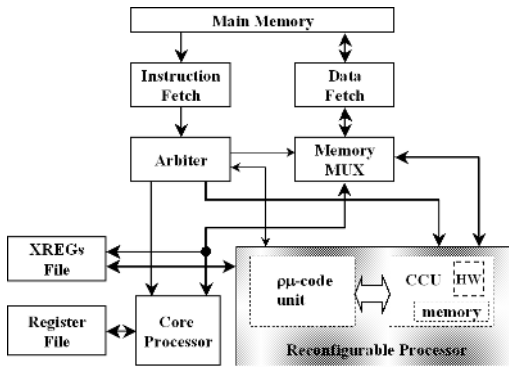 Main Memory
Instruction
Fetch
Data
Fetch
Arbiter
Memory
MUX
XREGs
File
ρμ-code
unit
CCU
HW
memory
Register
File
Core
Processor
Reconfigurable Processor